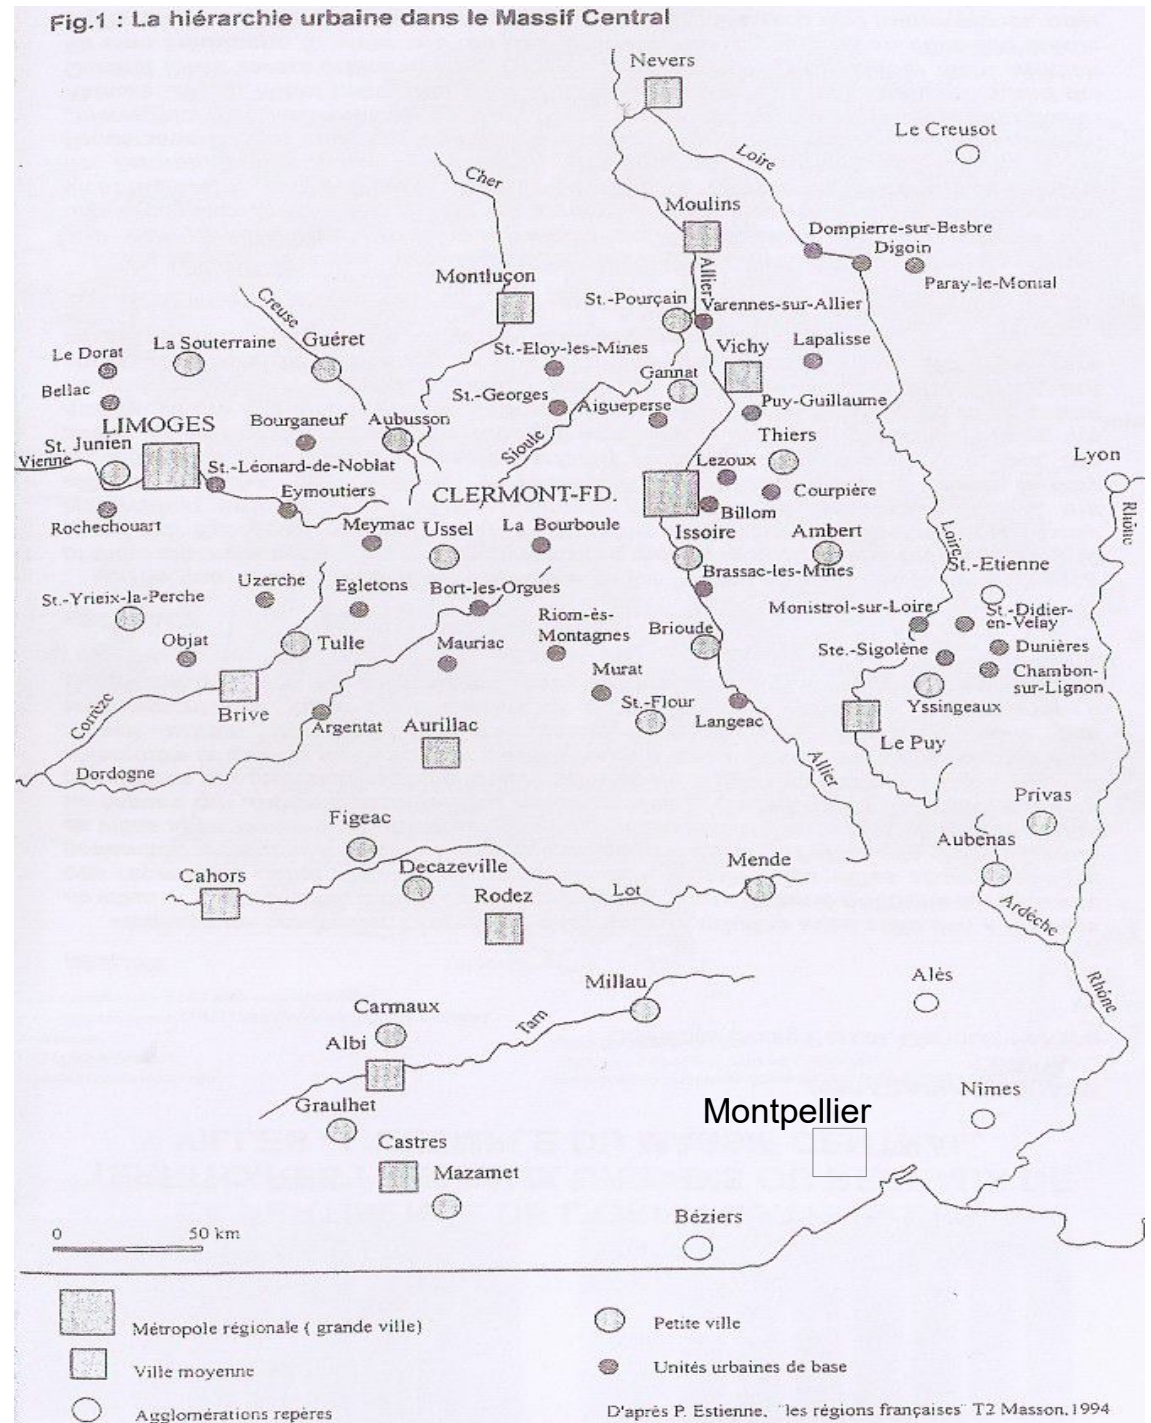 Fig.1 : La hiérarchie urbaine dans le Massif Central
Nevers
Le Creusot
Loire
Cher
Moulins
Dompierre-sur-Besbre
Digoin
Paray-le-Monial
Allier
Montluçon
St.-Pourçain
Varennes-sur-Allier
Creuse
La Souterraine
Guéret
Le Dorat
St.-Eloy-les-Mines
Vichy
Lapalisse
Bellac
St.-Georges
Gannat
Aigueperse
Puy-Guillaume
LIMOGES
Bourganeuf
Aubusson
Sioule
Thiers
St. Junien
Vienne
St.-Léonard-de-Noblat
Lezoux
Lyon
Eymoutiers
CLERMONT-FD.
Courpière
Billom
Rochechouart
Meymac
Ussel
La Bourboule
Issoire
Ambert
Rhône
Loire
Brassac-les-Mines
St.-Etienne
Uzerche
Egletons
Bort-les-Orgues
St.-Yrieix-la-Perche
Riom-ès-
Montagnes
Monistrol-sur-Loire
St.-Didier-
en-Velay
Objat
Tulle
Mauriac
Brioude
Ste.-Sigolène
Dunières
Murat
Chambon-
sur-Lignon
St.-Flour
Yssingeaux
Corrèze
Brive
Argentat
Aurillac
Langeac
Le Puy
Dordogne
Allier
Privas
Figeac
Aubenas
Cahors
Decazeville
Mende
Rodez
Lot
Ardèche
Millau
Alès
Rhône
Carmaux
Tarn
Albi
Graulhet
Nîmes
Montpellier
Castres
Mazamet
Béziers
0 50 km
Métropole régionale ( grande ville)
Petite ville
Ville moyenne
Unités urbaines de base
Agglomérations repères
D'après P. Estienne, "les régions françaises" T2 Masson,1994